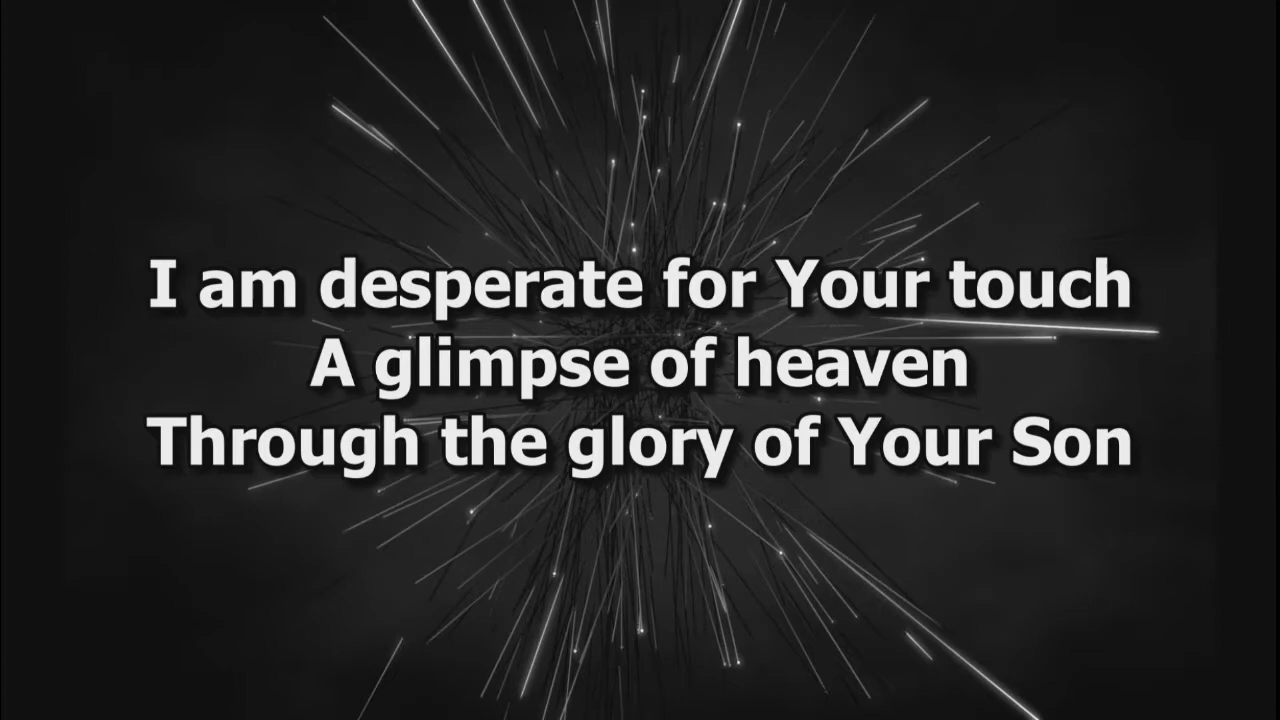 I am desperate for Your touch
A glimpse of heaven
Through the glory of Your Son